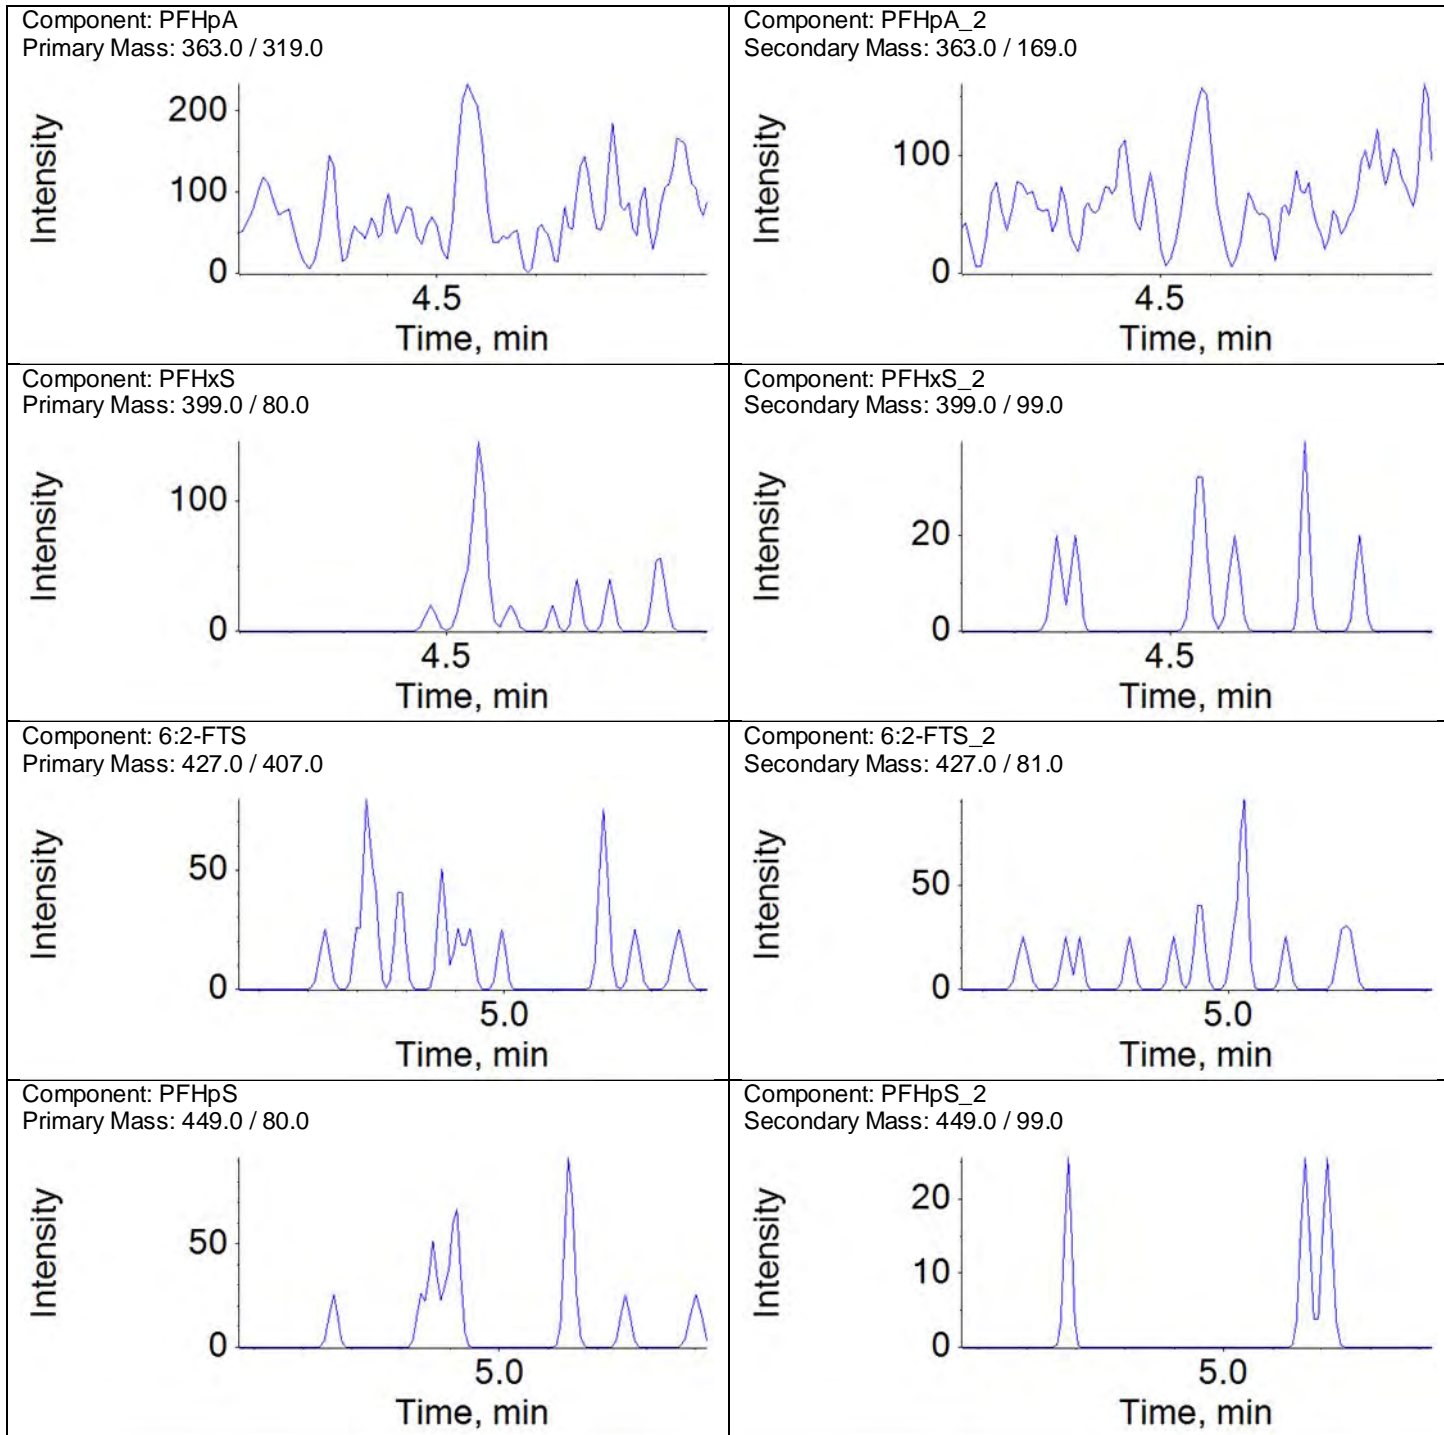 Component: PFHpA
Primary Mass: 363.0 / 319.0
Intensity
200
100
0
4.5
Time, min
Component: PFHpA_2
Secondary Mass: 363.0 / 169.0
Intensity
100
0
4.5
Time, min
Component: PFHxS
Primary Mass: 399.0 / 80.0
Intensity
100
0
4.5
Time, min
Component: PFHxS_2
Secondary Mass: 399.0 / 99.0
Intensity
20
0
4.5
Time, min
Component: 6:2-FTS
Primary Mass: 427.0 / 407.0
Intensity
50
0
5.0
Time, min
Component: 6:2-FTS_2
Secondary Mass: 427.0 / 81.0
Intensity
50
0
5.0
Time, min
Component: PFHpS
Primary Mass: 449.0 / 80.0
Intensity
50
0
5.0
Time, min
Component: PFHpS_2
Secondary Mass: 449.0 / 99.0
Intensity
20
10
0
5.0
Time, min